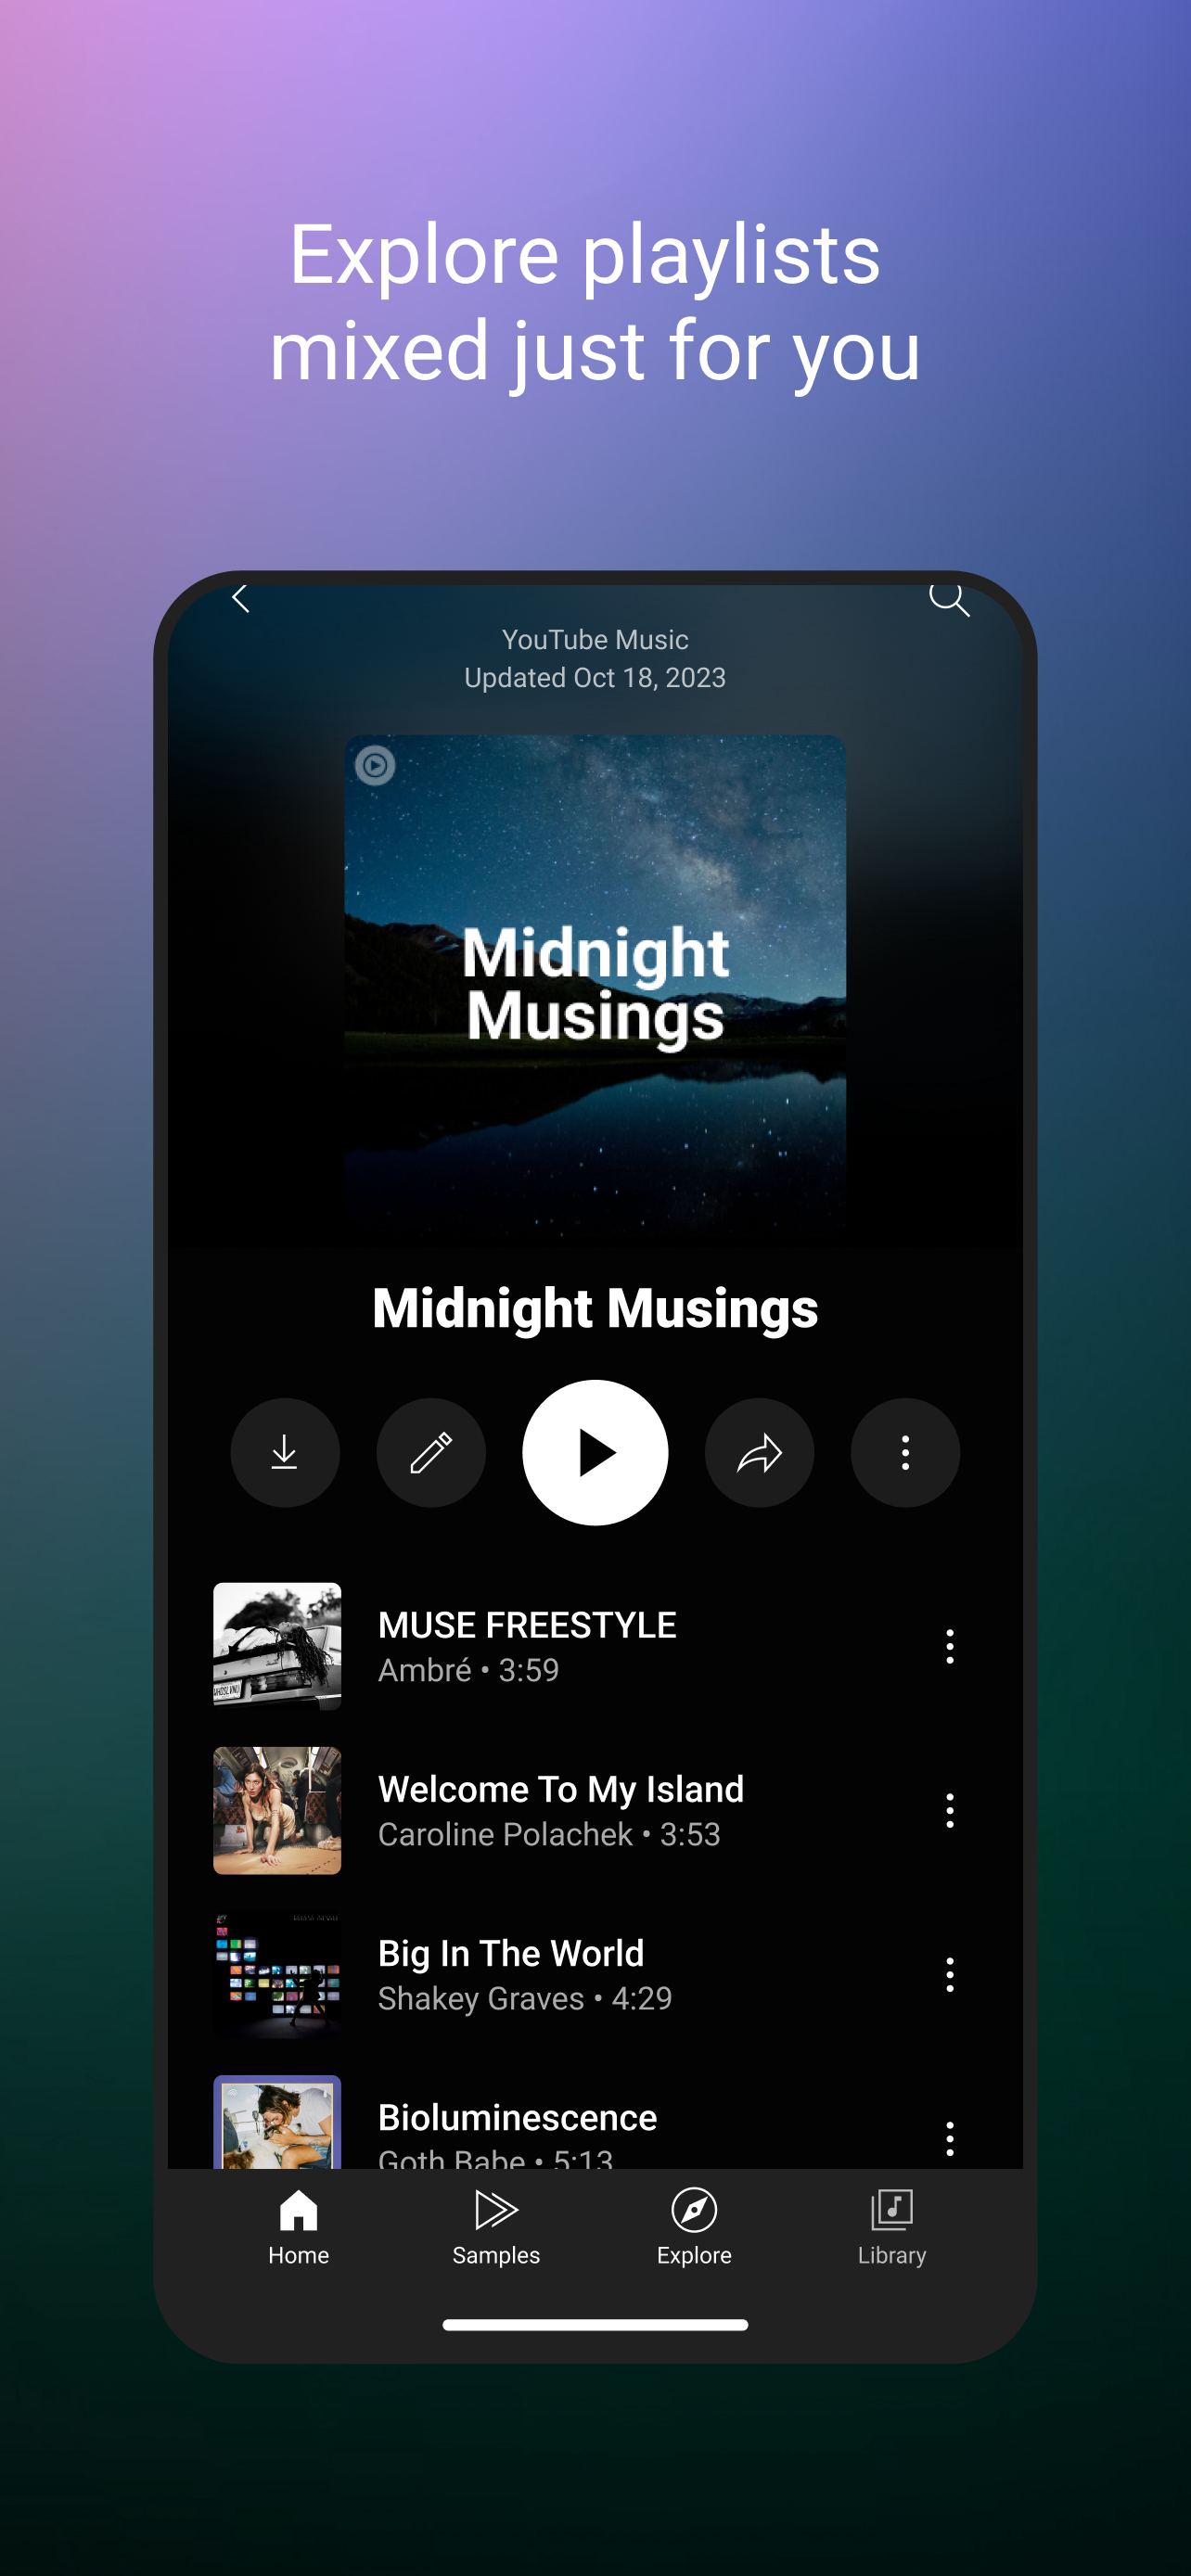 Explore playlists
mixed just for you
YouTube Music
Updated Oct 18, 2023
Midnight
Musings
Midnight Musings
MUSE FREESTYLE
Ambré • 3:59
Welcome To My Island
Caroline Polachek • 3:53
Big In The World
Shakey Graves • 4:29
Bioluminescence
Goth Babe • 5:13
Home
Samples
Explore
Library